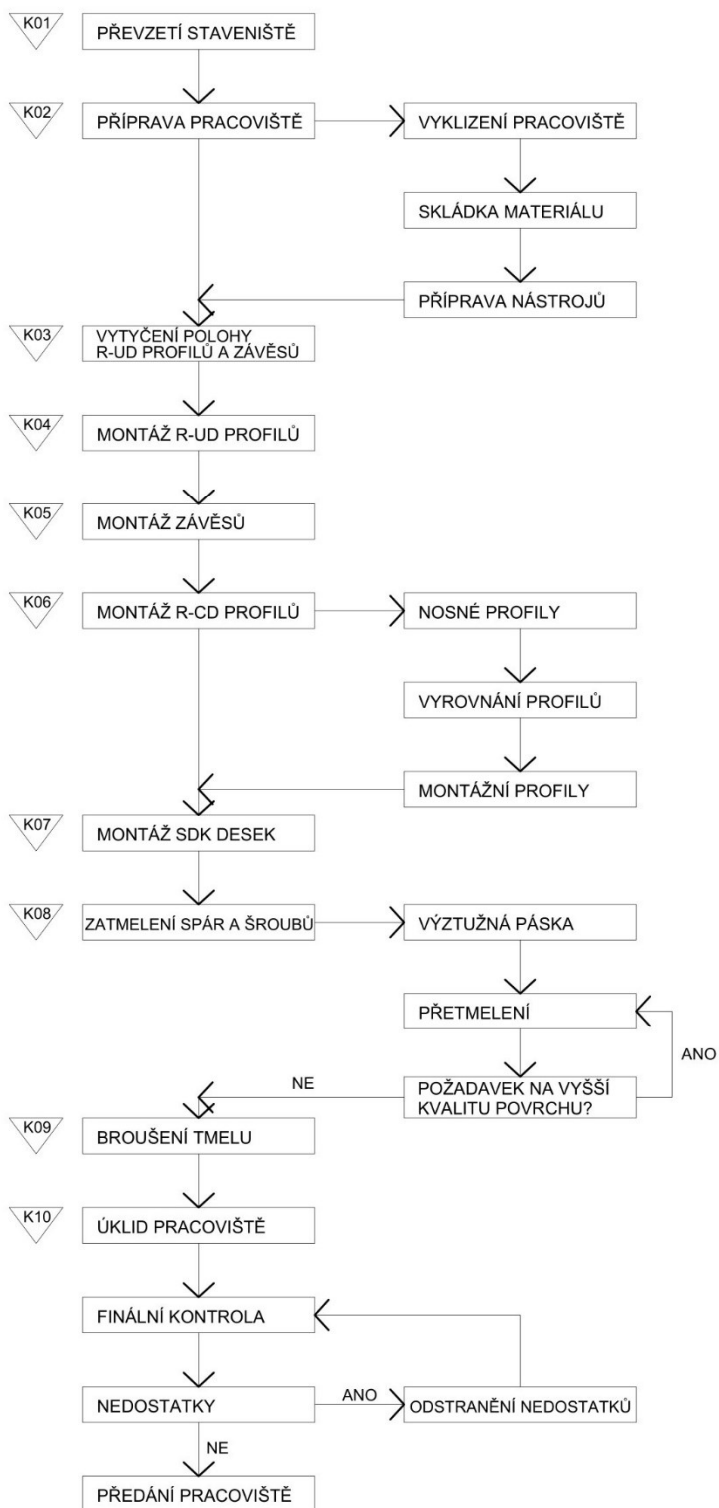 K01
PŘEVZETÍ STAVENIŠTĚ
K02
PŘÍPRAVA PRACOVIŠTĚ
VYKLIZENÍ PRACOVIŠTĚ
SKLÁDKA MATERIÁLU
PŘÍPRAVA NÁSTROJŮ
K03
VYTYČENÍ POLOHY
R-UD PROFILŮ A ZÁVĚSŮ
K04
MONTÁŽ R-UD PROFILŮ
K05
MONTÁŽ ZÁVĚSŮ
K06
MONTÁŽ R-CD PROFILŮ
NOSNÉ PROFILY
VYROVNÁNÍ PROFILŮ
MONTÁŽNÍ PROFILY
K07
MONTÁŽ SDK DESEK
K08
ZATMELENÍ SPÁR A ŠROUBŮ
VÝZTUŽNÁ PÁSKA
PŘETMELENÍ
ANO
POŽADAVEK NA VYŠŠÍ
KVALITU POVRCHU?
NE
K09
BROUŠENÍ TMELU
K10
ÚKLID PRACOVIŠTĚ
FINÁLNÍ KONTROLA
NEDOSTATKY
ANO
ODSTRANĚNÍ NEDOSTATKŮ
NE
PŘEDÁNÍ PRACOVIŠTĚ